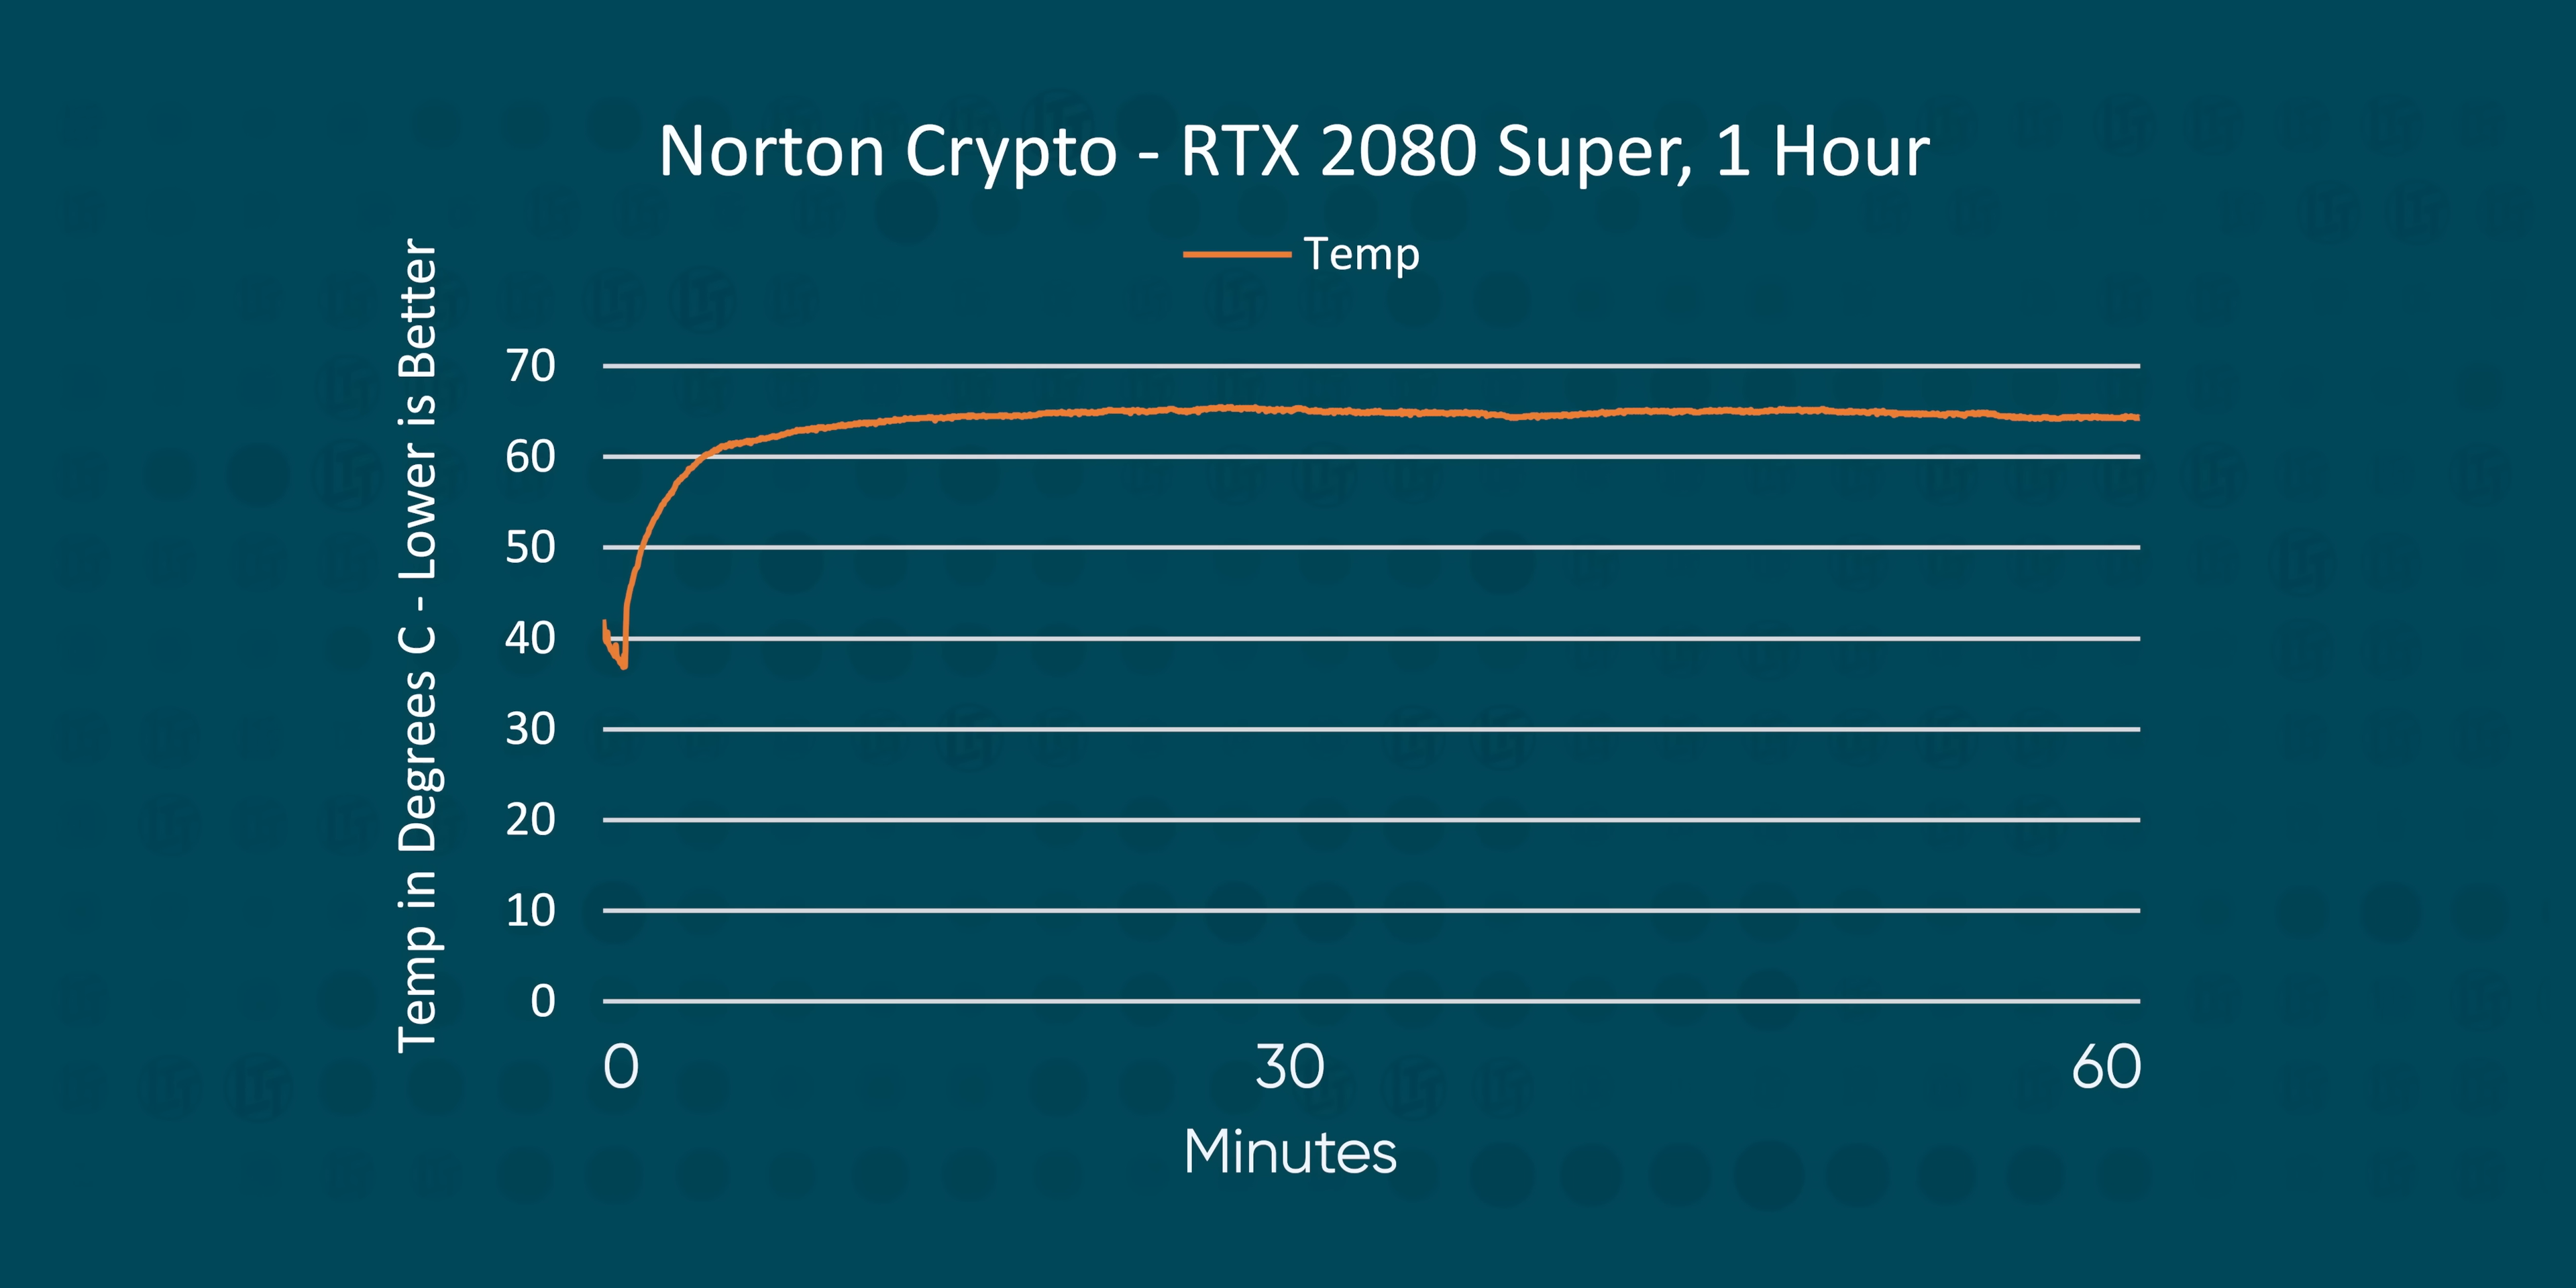 Norton Crypto - RTX 2080 Super, 1 Hour
Temp
Temp in Degrees C - Lower is Better
70
60
50
40
30
20
10
0
0 30 60
Minutes